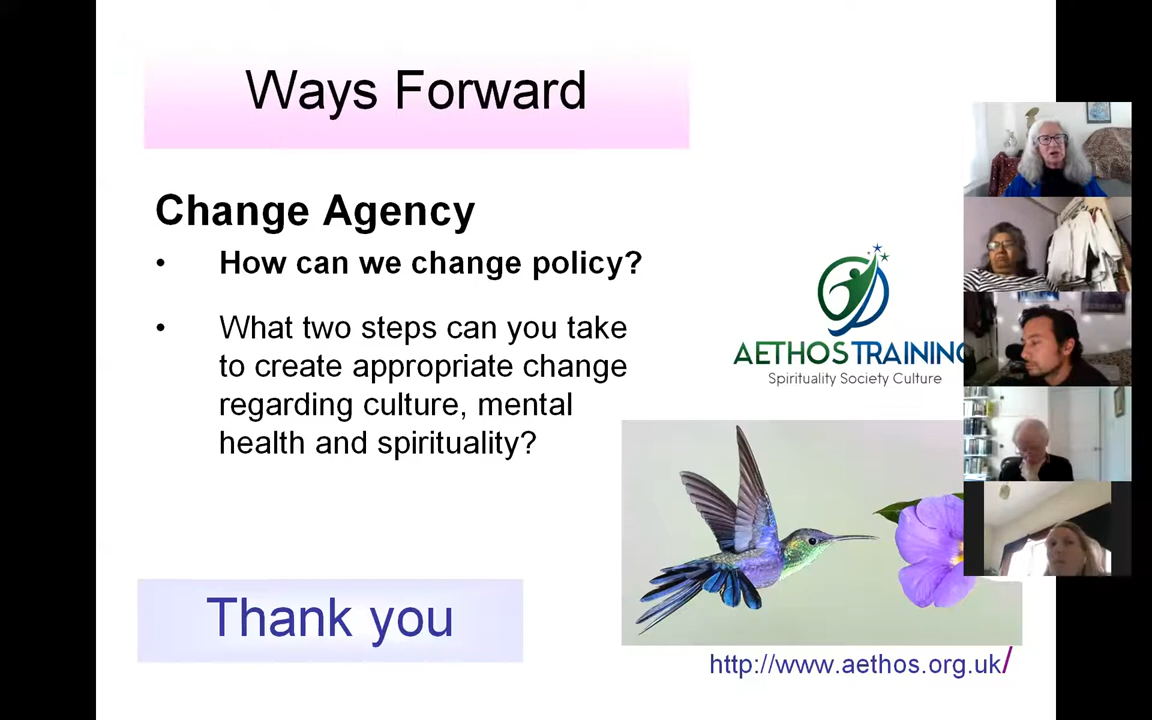 Ways Forward
Change Agency
• How can we change policy?
• What two steps can you take
to create appropriate change
regarding culture, mental
health and spirituality?
AETHOS TRAINING
Spirituality Society Culture
Thank you
http://www.aethos.org.uk/